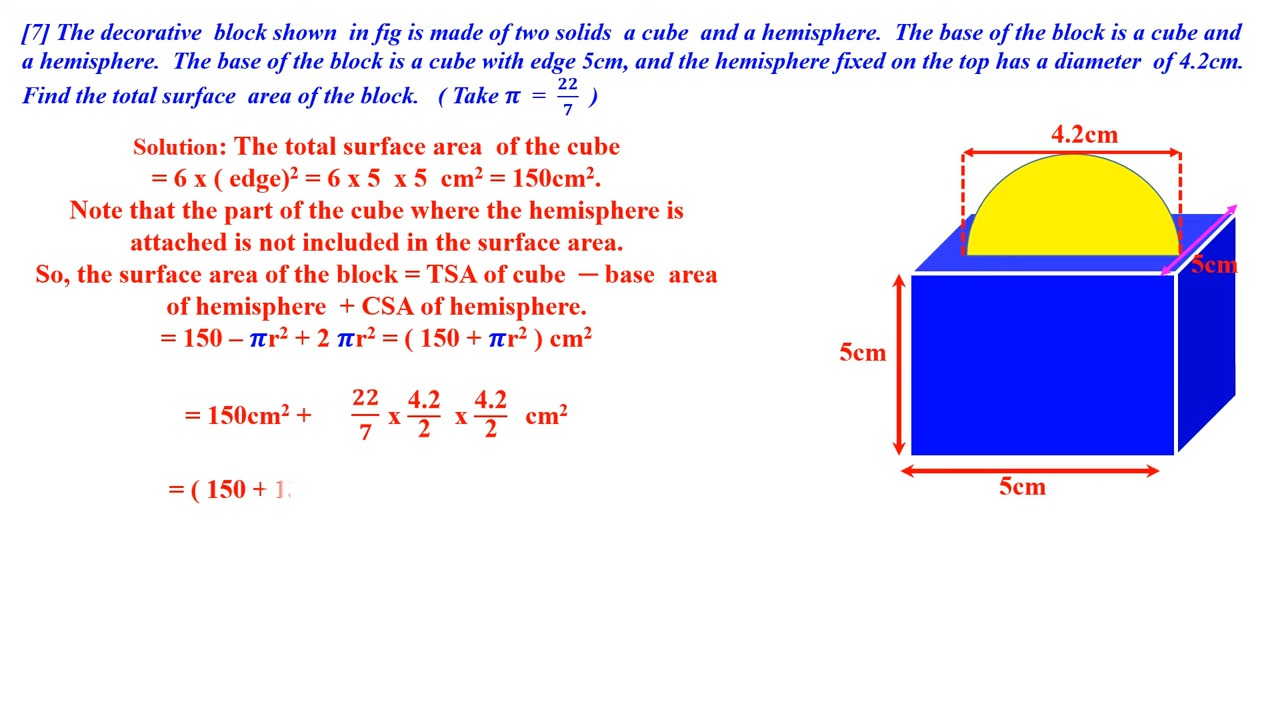 [7] The decorative block shown in fig is made of two solids a cube and a hemisphere. The base of the block is a cube and
a hemisphere. The base of the block is a cube with edge 5cm, and the hemisphere fixed on the top has a diameter of 4.2cm.
Find the total surface area of the block. ( Take π = 22/7 )
Solution: The total surface area of the cube
= 6 x ( edge)² = 6 x 5 x 5 cm² = 150cm².
Note that the part of the cube where the hemisphere is
attached is not included in the surface area.
So, the surface area of the block = TSA of cube — base area
of hemisphere + CSA of hemisphere.
= 150 – πr² + 2 πr² = ( 150 + πr² ) cm²
= 150cm² + 22/7 x 4.2/2 x 4.2/2 cm²
= ( 150 + 1
4.2cm
5cm
5cm
5cm